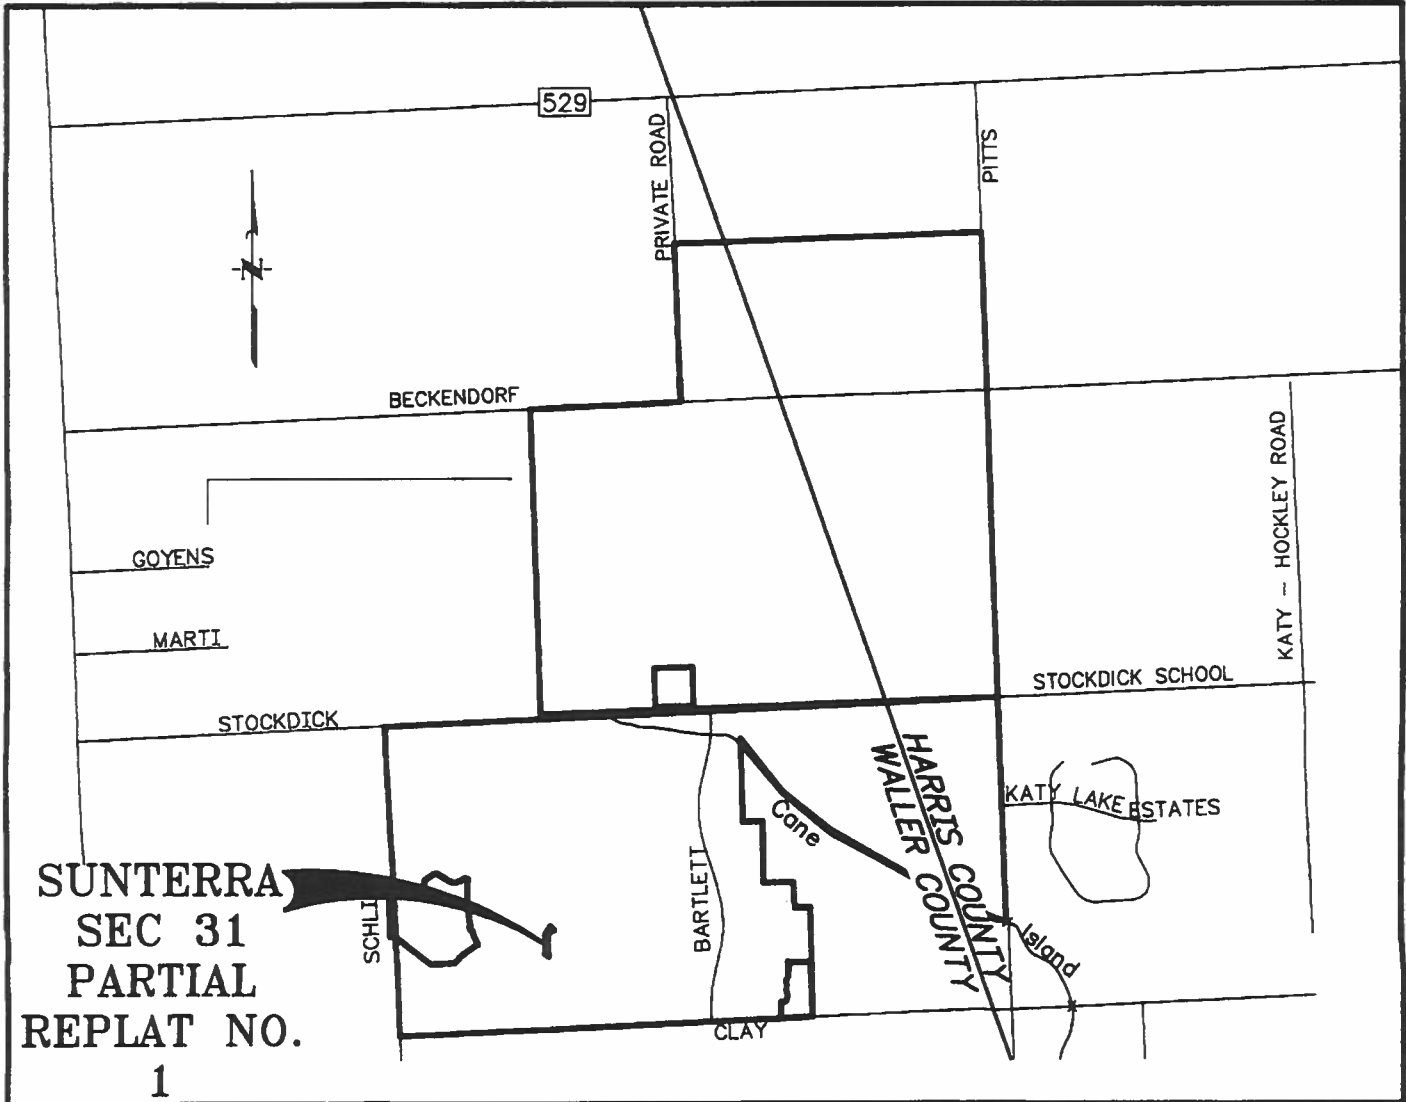 529
PRIVATE ROAD
PITTS
N
BECKENDORF
KATY - HOCKLEY ROAD
GOYENS
MARTI
STOCKDICK SCHOOL
STOCKDICK
HARRIS COUNTY
WALLER COUNTY
KATY LAKE ESTATES
Cane
BARTLETT
SCHLI
Island
CLAY
SUNTERRA
SEC 31
PARTIAL
REPLAT NO.
1